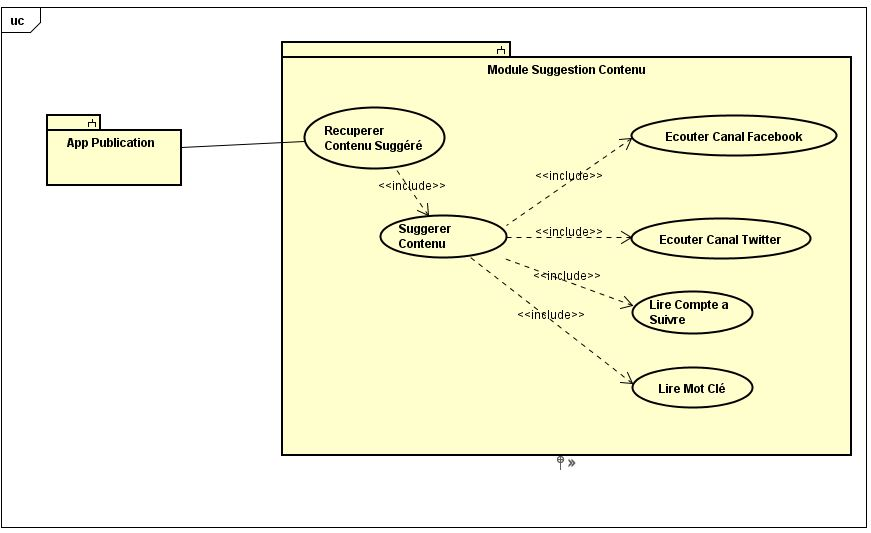 uc
Module Suggestion Contenu
App Publication
Recuperer
Contenu Suggéré
Ecouter Canal Facebook
<<include>>
<<include>>
Suggerer
Contenu
<<include>>
Ecouter Canal Twitter
<<include>>
Lire Compte a
Suivre
<<include>>
Lire Mot Clé